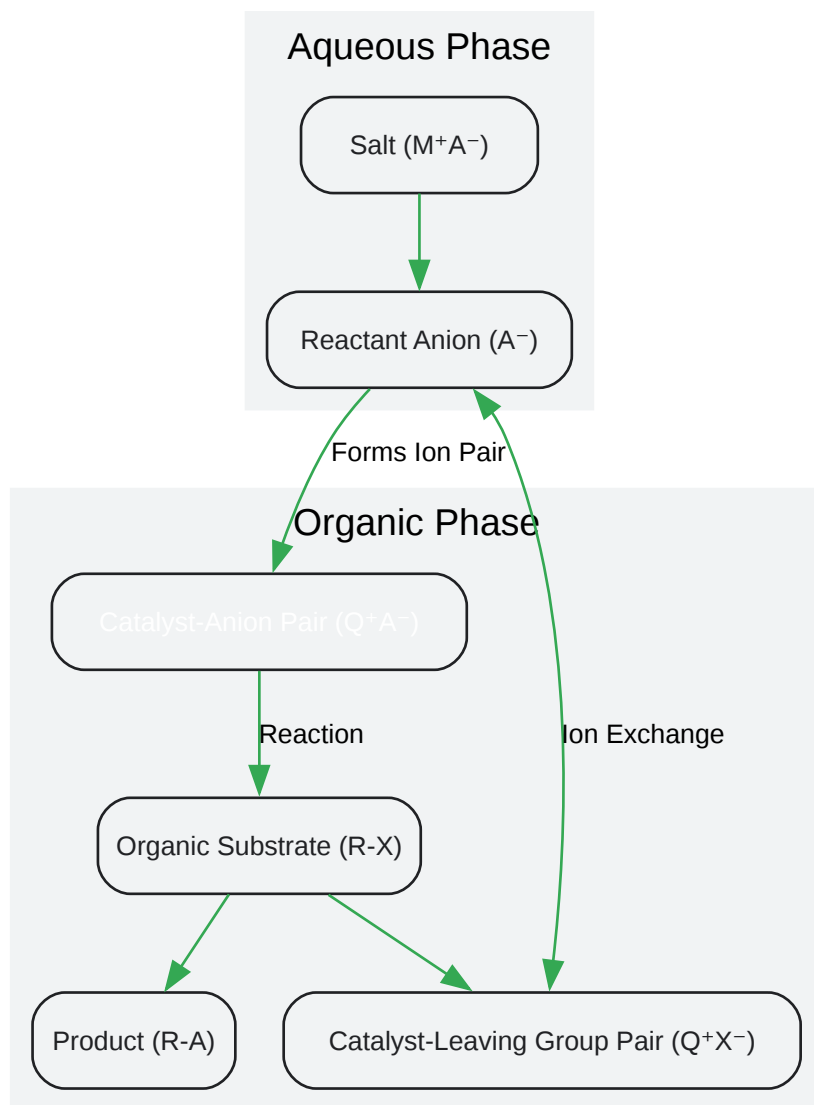 Aqueous Phase
Salt (M⁺A⁻)
Reactant Anion (A⁻)
Forms Ion Pair
Organic Phase
Catalyst-Anion Pair (Q⁺A⁻)
Reaction
Ion Exchange
Organic Substrate (R-X)
Product (R-A)
Catalyst-Leaving Group Pair (Q⁺X⁻)